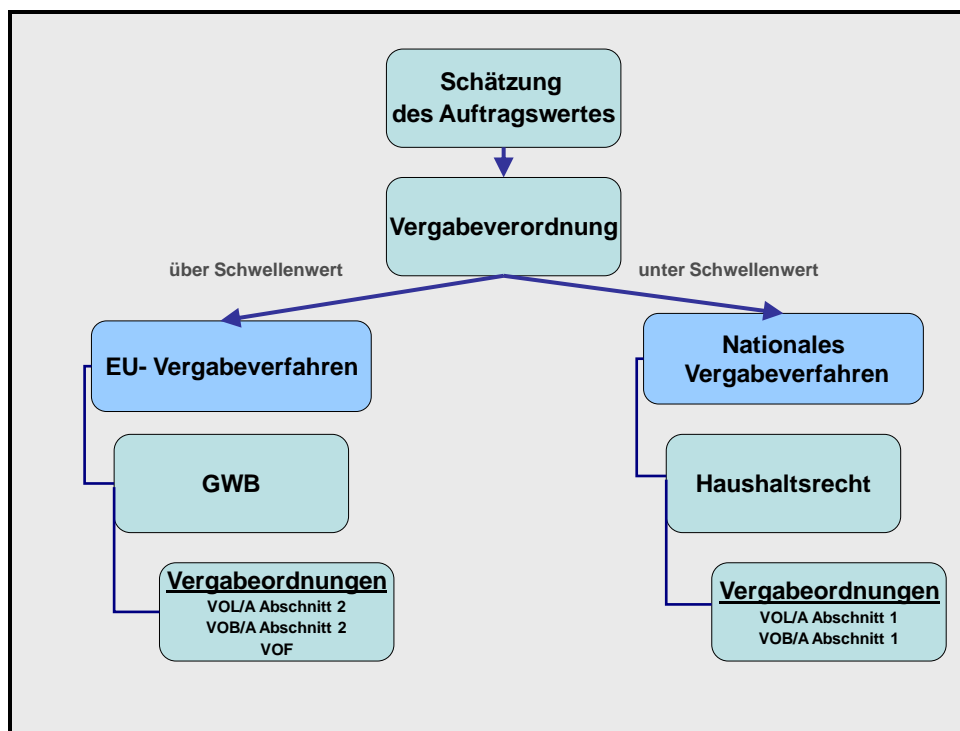 Schätzung
des Auftragswertes
Vergabeverordnung
über Schwellenwert
unter Schwellenwert
EU- Vergabeverfahren
Nationales
Vergabeverfahren
GWB
Haushaltsrecht
Vergabeordnungen
VOL/A Abschnitt 2
VOB/A Abschnitt 2
VOF
Vergabeordnungen
VOL/A Abschnitt 1
VOB/A Abschnitt 1